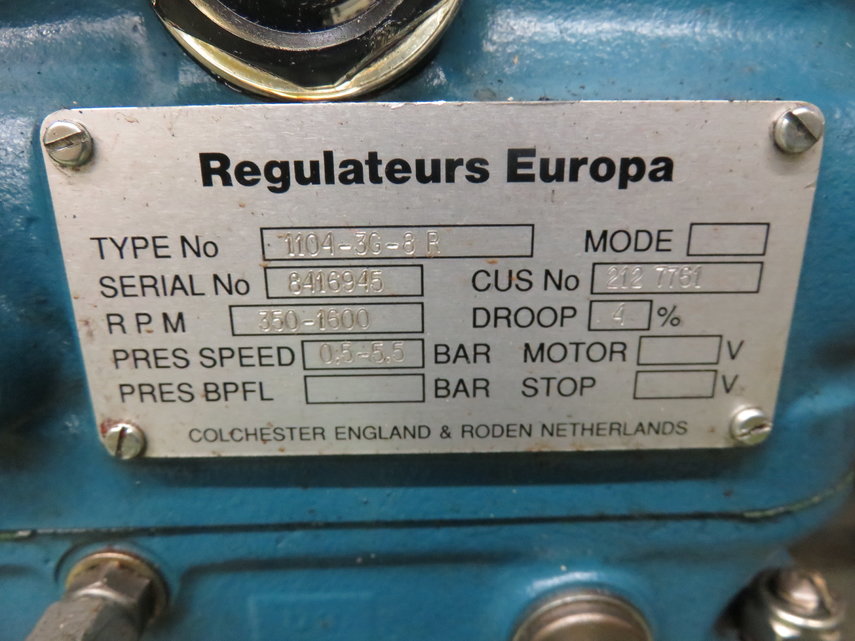 Regulateurs Europa
TYPE No 1104-3G-8 R MODE
SERIAL No 8416945 CUS No 212 7761
R P M 350-1600 DROOP 4 %
PRES SPEED 0.5-5.5 BAR MOTOR V
PRES BPFL BAR STOP V
COLCHESTER ENGLAND & RODEN NETHERLANDS